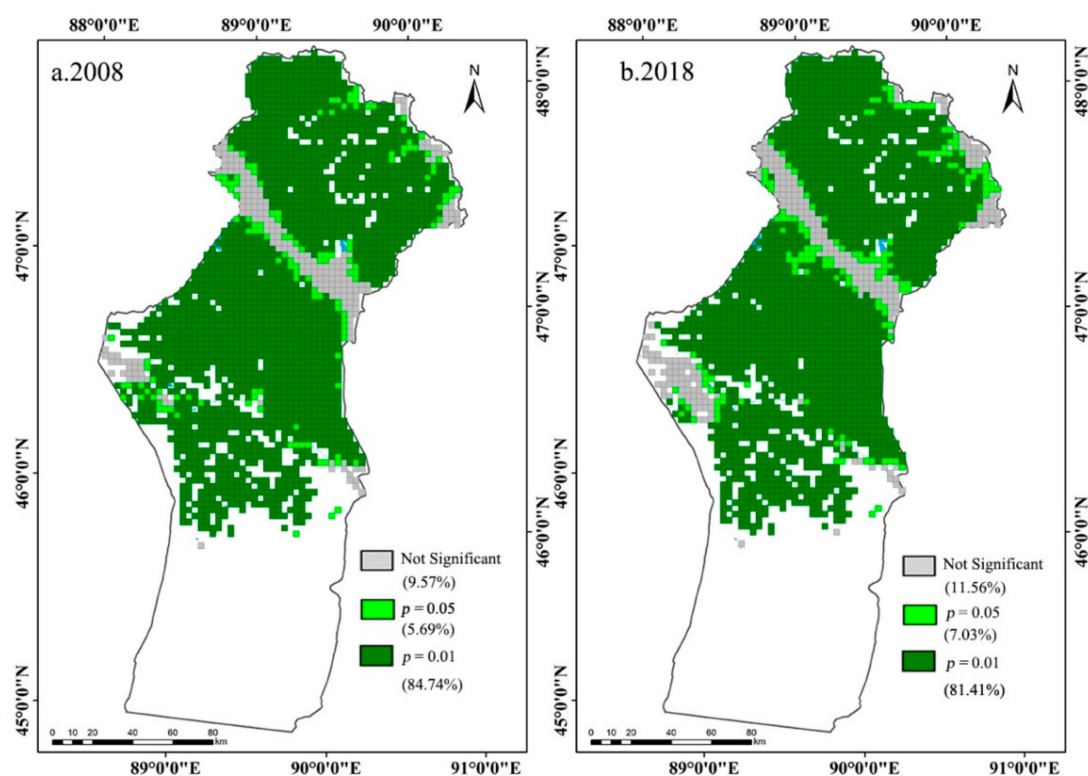 88°0'0"E 89°0'0"E 90°0'0"E
88°0'0"E 89°0'0"E 90°0'0"E
a.2008
N
b.2018
N
48°0'0"N
47°0'0"N
47°0'0"N
46°0'0"N
46°0'0"N
45°0'0"N
47°0'0"N
48°0'0"N
47°0'0"N
46°0'0"N
46°0'0"N
45°0'0"N
Not Significant
(9.57%)
p = 0.05
(5.69%)
p = 0.01
(84.74%)
Not Significant
(11.56%)
p = 0.05
(7.03%)
p = 0.01
(81.41%)
0 5 10 20 40 60 80
km
0 5 10 20 40 60 80
km
89°0'0"E 90°0'0"E 91°0'0"E
89°0'0"E 90°0'0"E 91°0'0"E